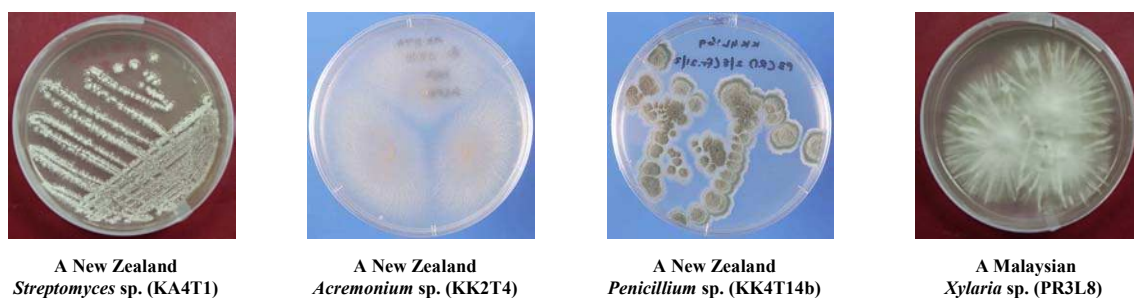 A New Zealand
Streptomyces sp. (KA4T1)
A New Zealand
Acremonium sp. (KK2T4)
A New Zealand
Penicillium sp. (KK4T14b)
A Malaysian
Xylaria sp. (PR3L8)